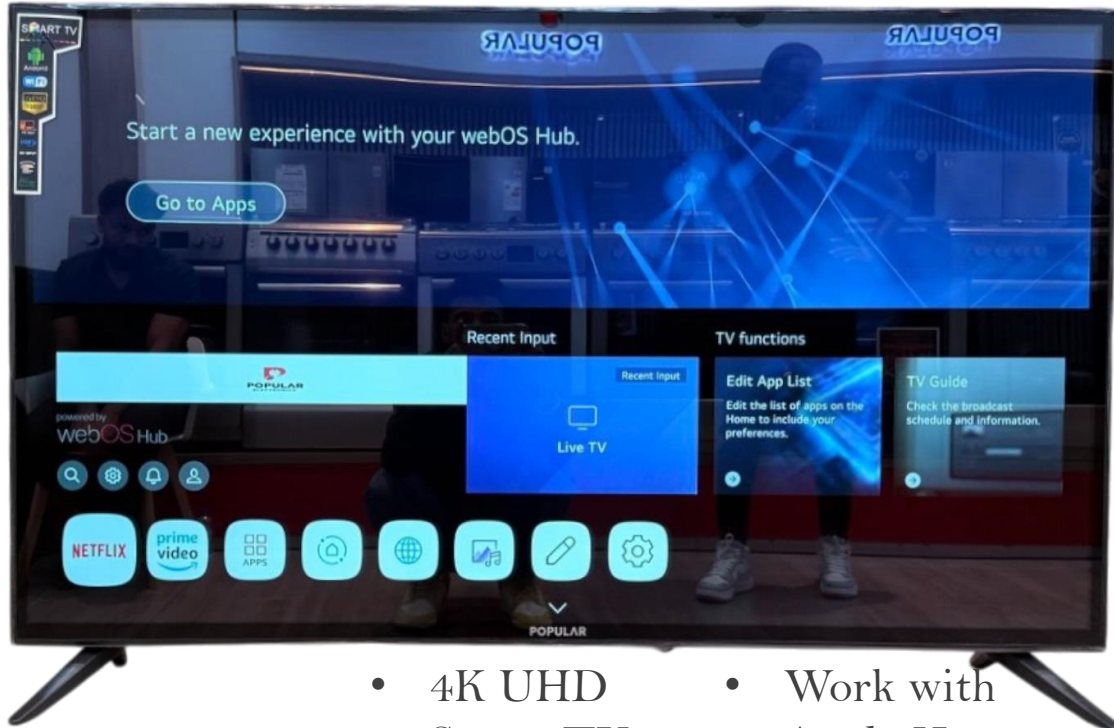 SMART TV
Android
WiFi
POPULAR
POPULAR
Start a new experience with your webOS Hub.
Go to Apps
Recent Input
TV functions
POPULAR
Recent Input
Live TV
Edit App List
Edit the list of apps on the
Home to include your
preferences.
TV Guide
Check the broadcast
schedule and information.
powered by
webOS Hub
NETFLIX
prime
video
APPS
POPULAR
• 4K UHD
• Work with